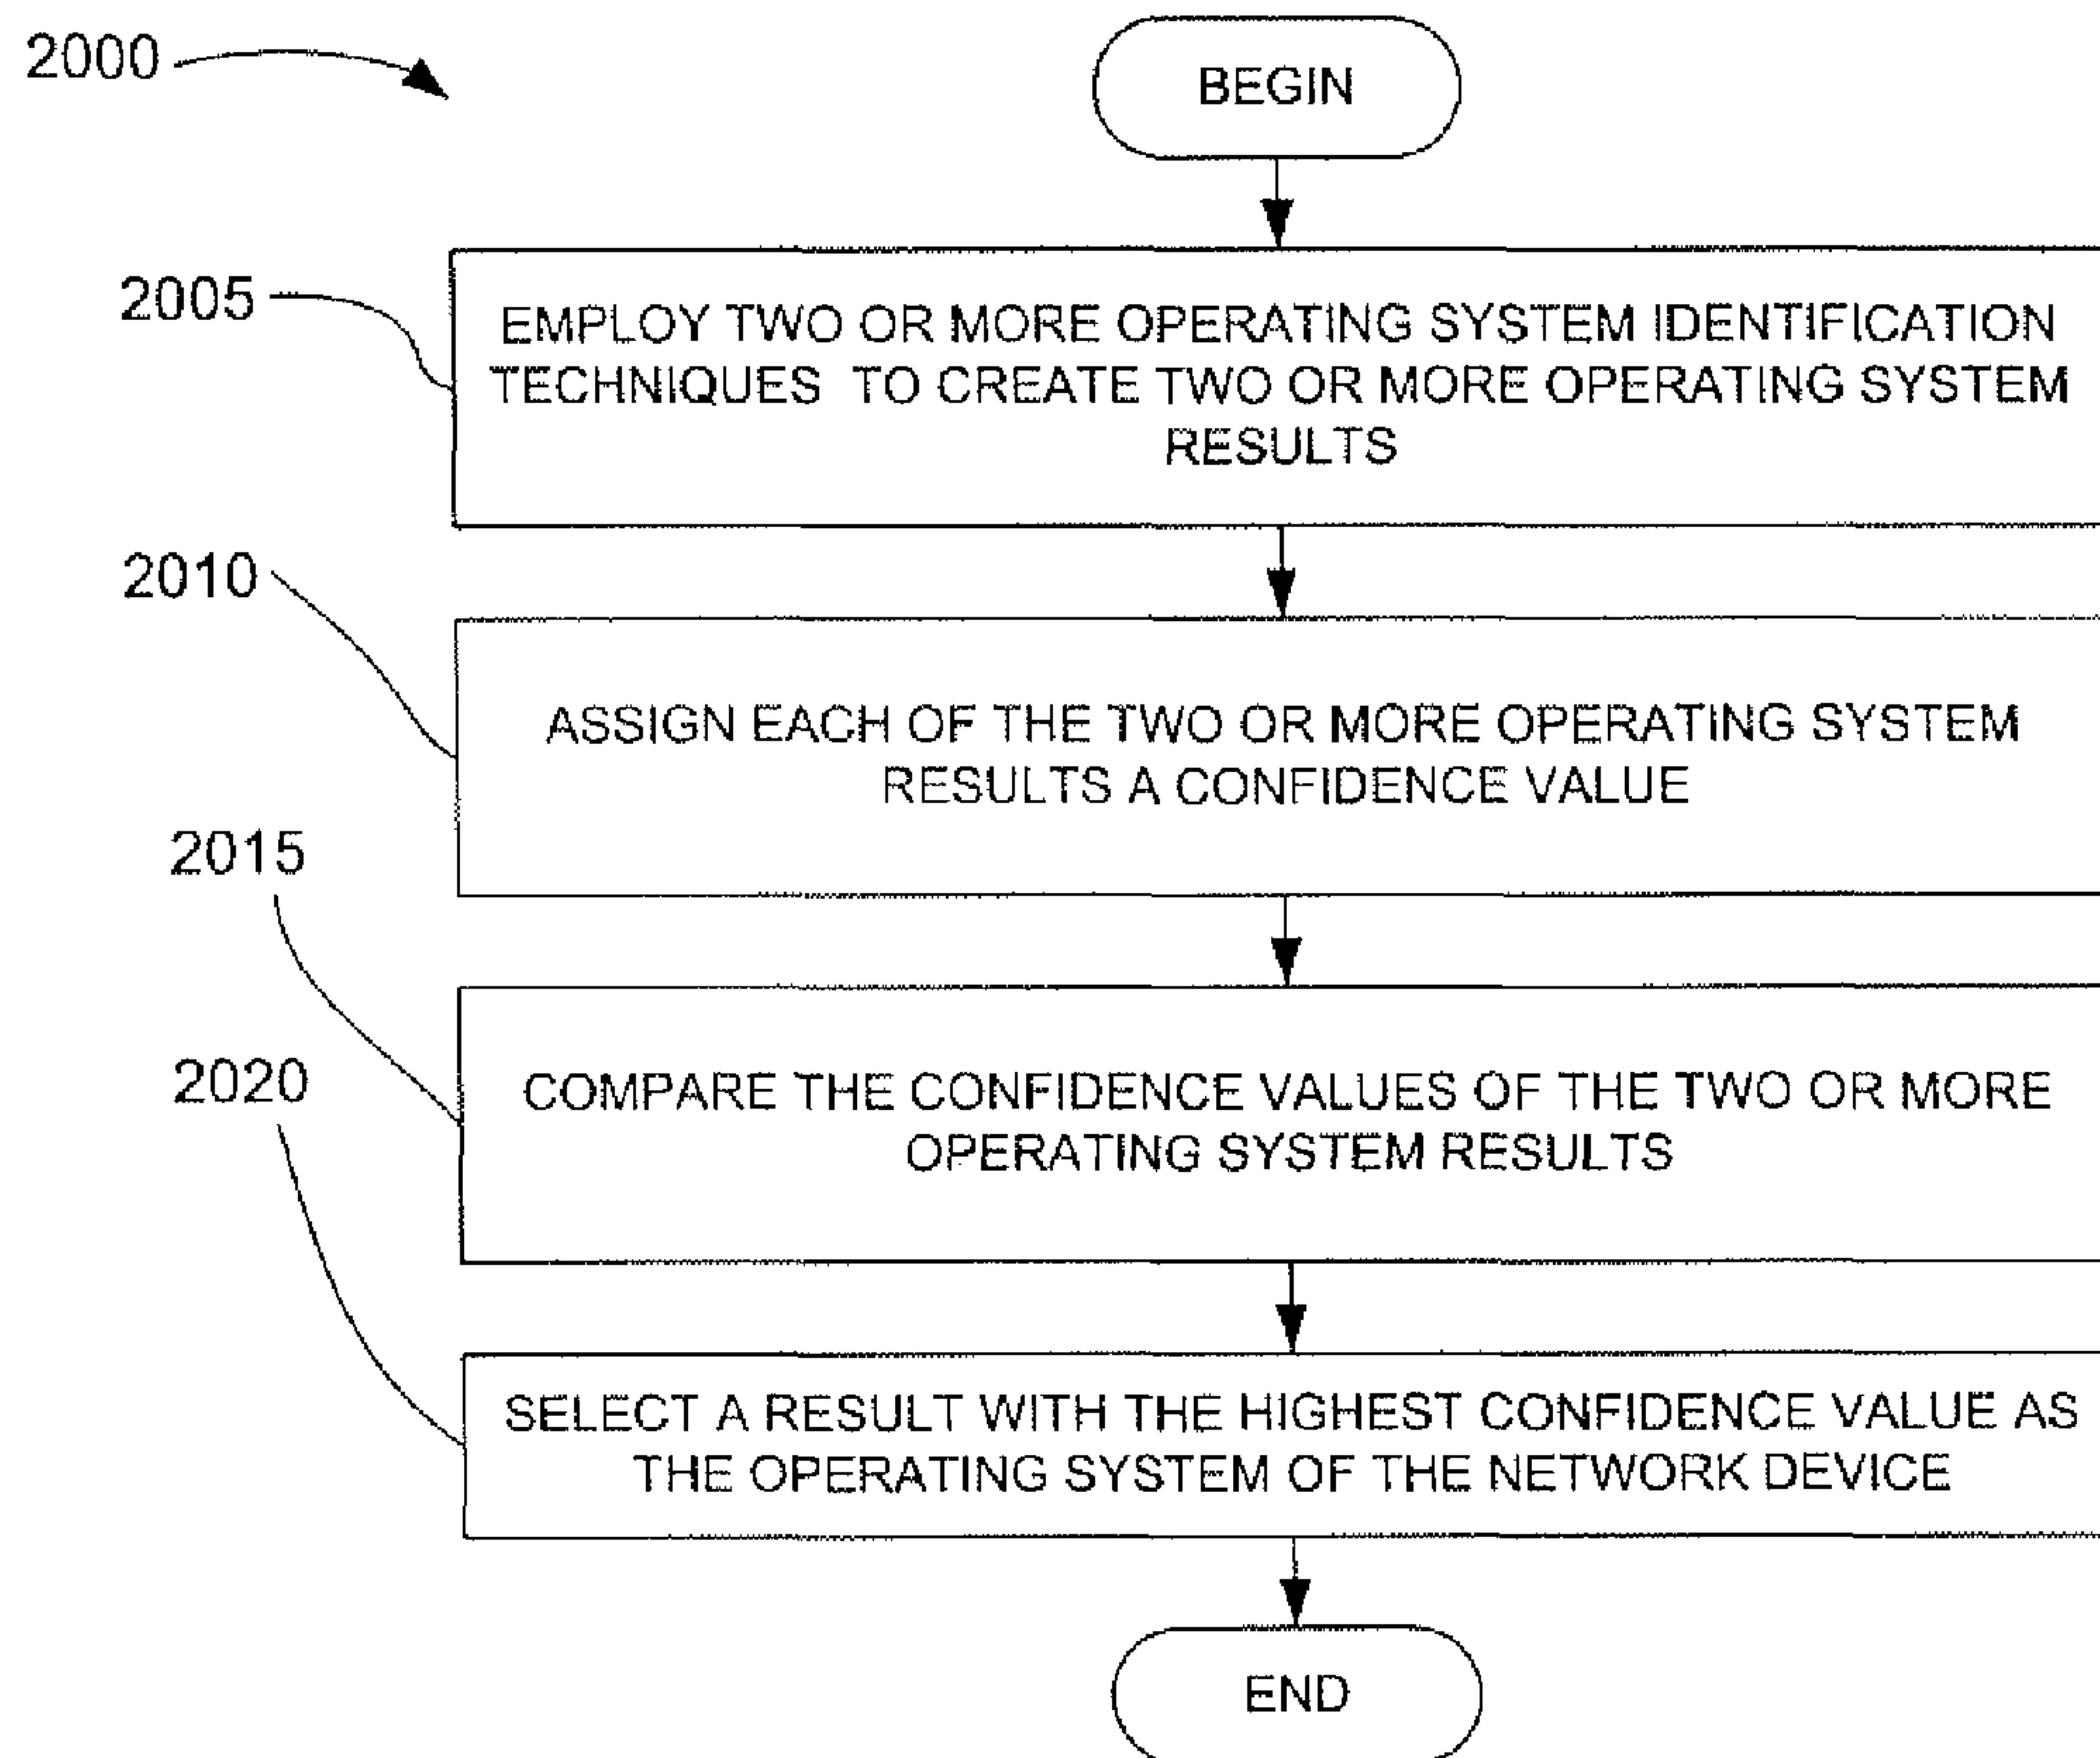 2000
BEGIN
2005
EMPLOY TWO OR MORE OPERATING SYSTEM IDENTIFICATION
TECHNIQUES TO CREATE TWO OR MORE OPERATING SYSTEM
RESULTS
2010
ASSIGN EACH OF THE TWO OR MORE OPERATING SYSTEM
RESULTS A CONFIDENCE VALUE
2015
COMPARE THE CONFIDENCE VALUES OF THE TWO OR MORE
OPERATING SYSTEM RESULTS
2020
SELECT A RESULT WITH THE HIGHEST CONFIDENCE VALUE AS
THE OPERATING SYSTEM OF THE NETWORK DEVICE
END